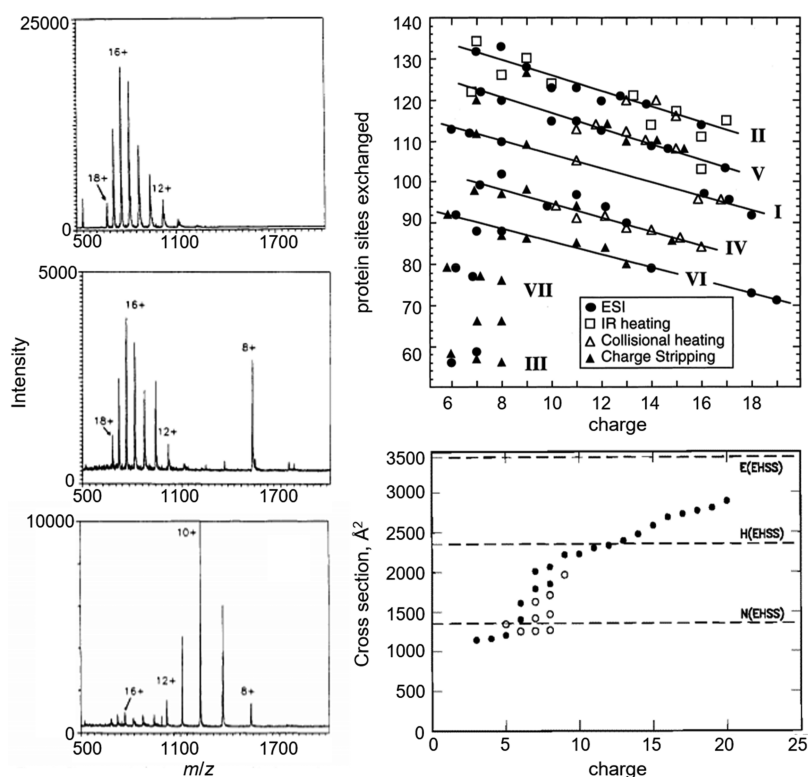 25000
16+
18+
12+
0
500
1100
1700
5000
16+
8+
18+
12+
0
500
1100
1700
Intensity
10000
10+
16+
12+
8+
0
500
1100
1700
m/z
140
130
120
110
100
90
80
70
60
protein sites exchanged
II
V
I
IV
VI
VII
III
ESI
IR heating
Collisional heating
Charge Stripping
6 8 10 12 14 16 18
charge
3500
3000
2500
2000
1500
1000
500
0
Cross section, Å2
E(EHSS)
H(EHSS)
N(EHSS)
0 5 10 15 20 25
charge